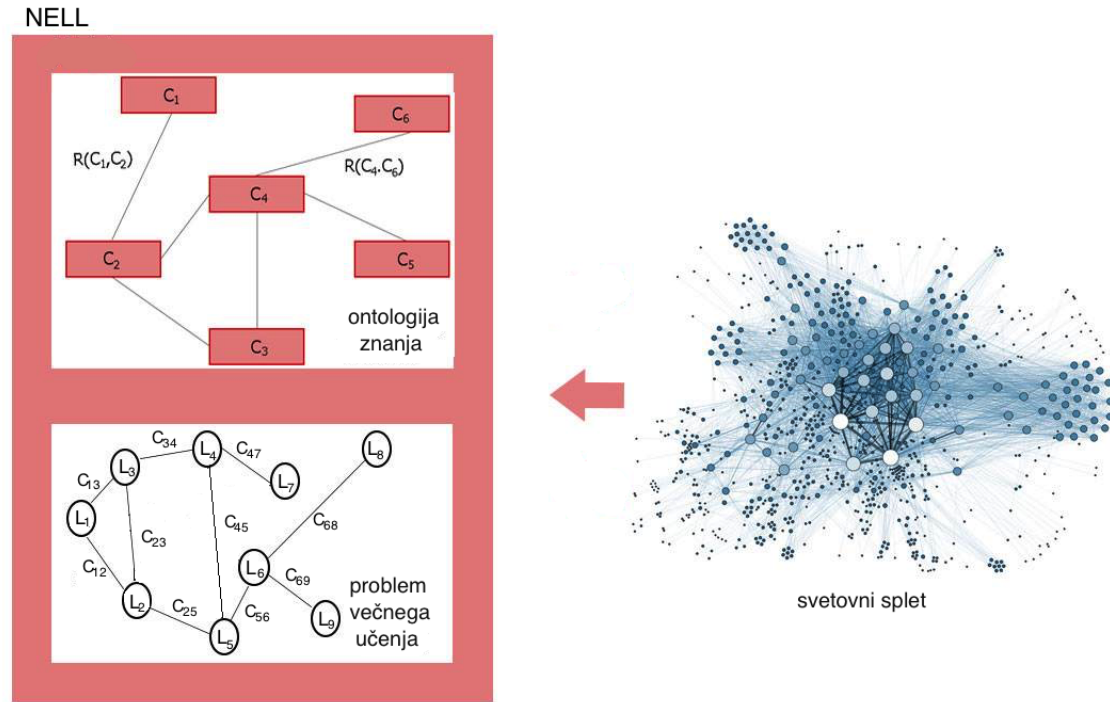 NELL
C₁
C₆
R(C₁,C₂)
R(C₄.C₆)
C₄
C₂
C₅
C₃
ontologija
znanja
C₃₄
L₄
C₄₇
L₈
L₃
C₁₃
L₇
L₁
C₄₅
C₆₈
C₂₃
C₁₂
L₆
C₆₉
L₂
C₂₅
C₅₆
L₉
L₅
problem
večnega
učenja
svetovni splet